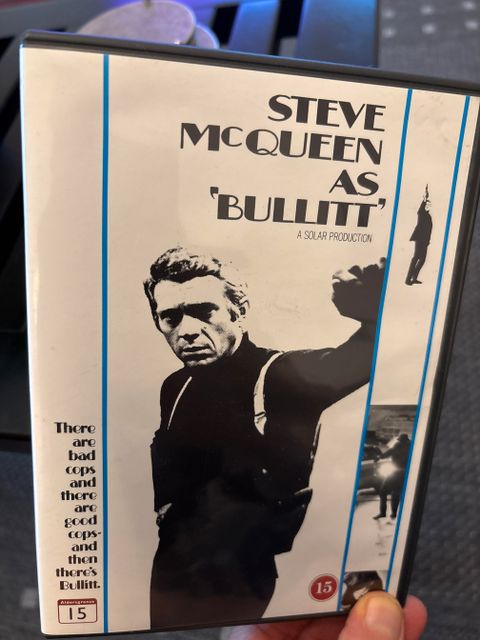 STEVE
McQUEEN
AS
'BULLITT'
A SOLAR PRODUCTION
There
are
bad
cops
and
there
are
good
cops-
and
then
there's
Bullitt.
Aldersgrense
15
15